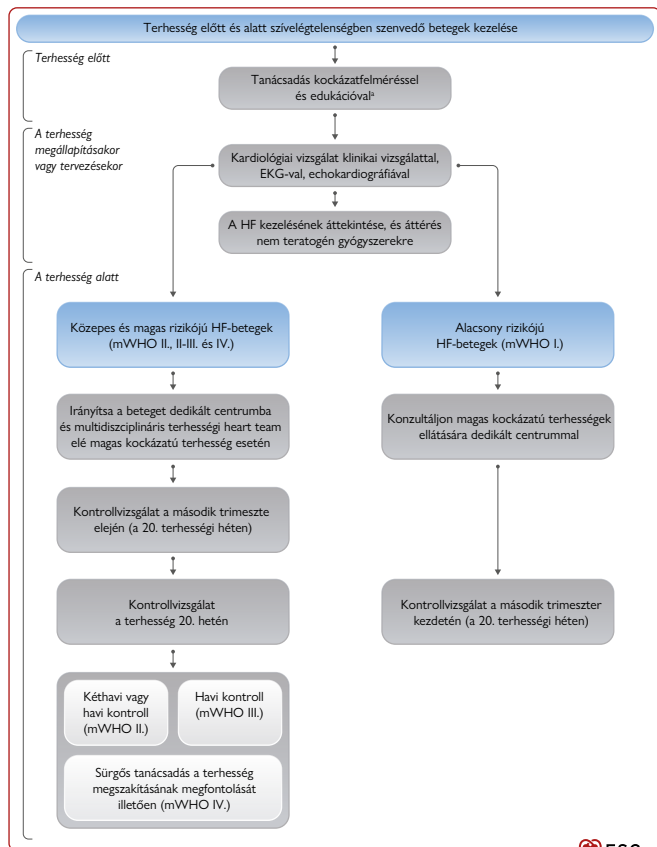 Terhesség előtt és alatt szívelégtelenségben szenvedő betegek kezelése
Terhesség előtt
Tanácsadás kockázatfelméréssel
és edukációvalᵃ
A terhesség
megállapításakor
vagy tervezésekor
Kardiológiai vizsgálat klinikai vizsgálattal,
EKG-val, echokardiográfiával
A HF kezelésének áttekintése, és áttérés
nem teratogén gyógyszerekre
A terhesség alatt
Közepes és magas rizikójú HF-betegek
(mWHO II., II-III. és IV.)
Alacsony rizikójú
HF-betegek (mWHO I.)
Irányítsa a beteget dedikált centrumba
és multidiszciplináris terhességi heart team
elé magas kockázatú terhesség esetén
Konzultáljon magas kockázatú terhességek
ellátására dedikált centrummal
Kontrollvizsgálat a második trimeszte
elején (a 20. terhességi héten)
Kontrollvizsgálat
a terhesség 20. hetén
Kontrollvizsgálat a második trimeszter
kezdetén (a 20. terhességi héten)
Kéthavi vagy
havi kontroll
(mWHO II.)
Havi kontroll
(mWHO III.)
Sürgős tanácsadás a terhesség
megszakításának megfontolását
illetően (mWHO IV.)